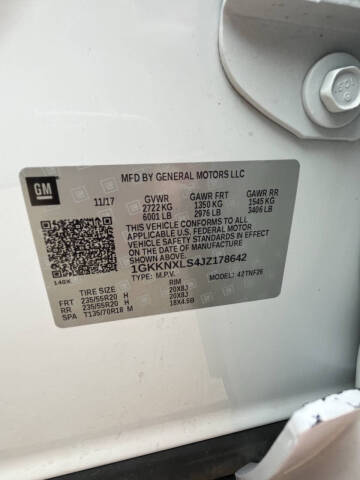 MFD BY GENERAL MOTORS LLC
GM
11/17 GVWR GAWR FRT GAWR RR
2722 KG 1350 KG 1545 KG
6001 LB 2976 LB 3406 LB
THIS VEHICLE CONFORMS TO ALL
APPLICABLE U.S. FEDERAL MOTOR
VEHICLE SAFETY STANDARDS
IN EFFECT ON THE
DATE OF MANUFACTURE
SHOWN ABOVE.
1GKKNXLS4JZ178642
TYPE: M.P.V. MODEL: 42TNF26
TIRE SIZE RIM
FRT 235/55R20 H 20X8J
RR 235/55R20 H 20X8J
SPA T135/70R18 M 18X4.5B